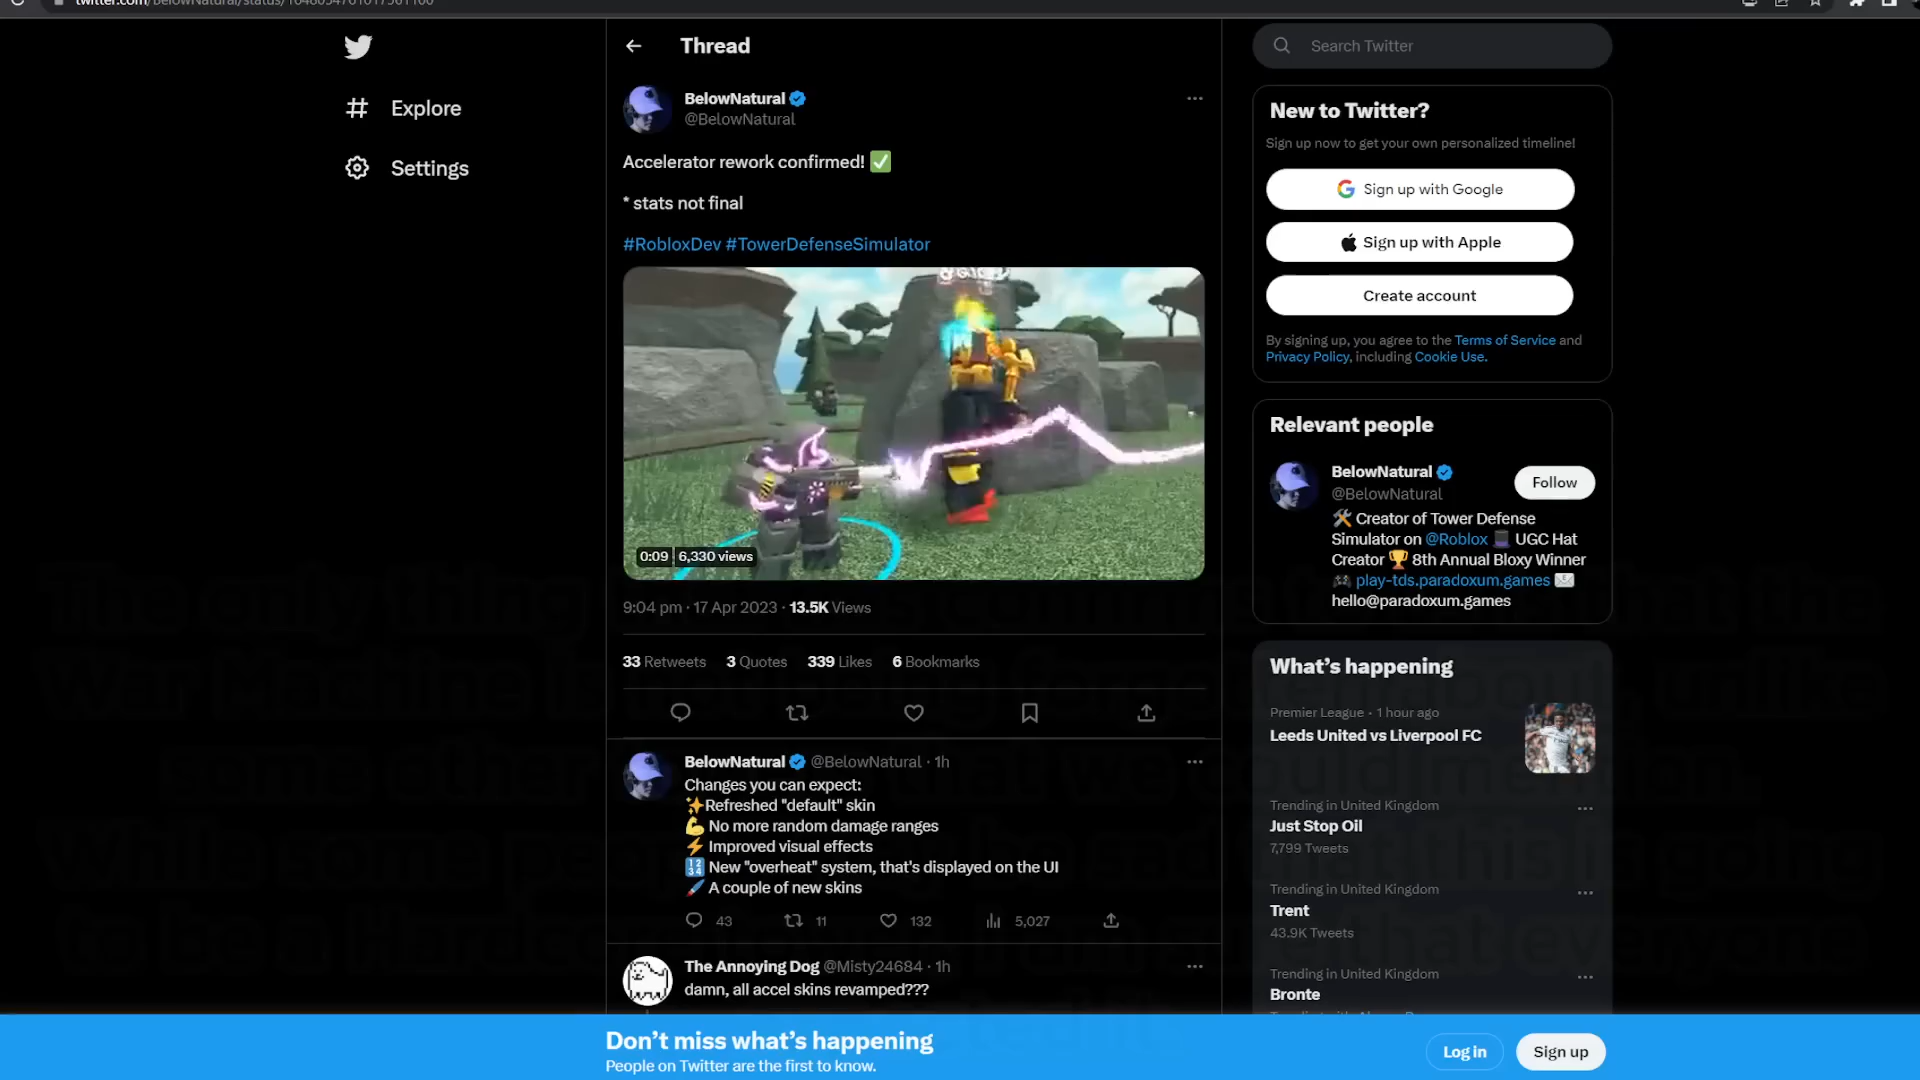 Thread
Explore
Settings
BelowNatural
@BelowNatural
Accelerator rework confirmed! ✅
* stats not final
#RobloxDev #TowerDefenseSimulator
0:09 6,330 views
9:04 pm · 17 Apr 2023 · 13.5K Views
33 Retweets 3 Quotes 339 Likes 6 Bookmarks
BelowNatural @BelowNatural · 1h
Changes you can expect:
✨Refreshed "default" skin
💪 No more random damage ranges
⚡ Improved visual effects
🔢 New "overheat" system, that's displayed on the UI
🖌️ A couple of new skins
43 11 132 5,027
The Annoying Dog @Misty24684 · 1h
damn, all accel skins revamped???
Search Twitter
New to Twitter?
Sign up now to get your own personalized timeline!
Sign up with Google
Sign up with Apple
Create account
By signing up, you agree to the Terms of Service and
Privacy Policy, including Cookie Use.
Relevant people
BelowNatural
@BelowNatural
Follow
🛠️ Creator of Tower Defense
Simulator on @Roblox 🎩 UGC Hat
Creator 🏆 8th Annual Bloxy Winner
🎮 play-tds.paradoxum.games ✉️
hello@paradoxum.games
What's happening
Premier League · 1 hour ago
Leeds United vs Liverpool FC
Trending in United Kingdom
Just Stop Oil
7,799 Tweets
Trending in United Kingdom
Trent
43.9K Tweets
Trending in United Kingdom
Bronte
Don't miss what's happening
People on Twitter are the first to know.
Log in
Sign up